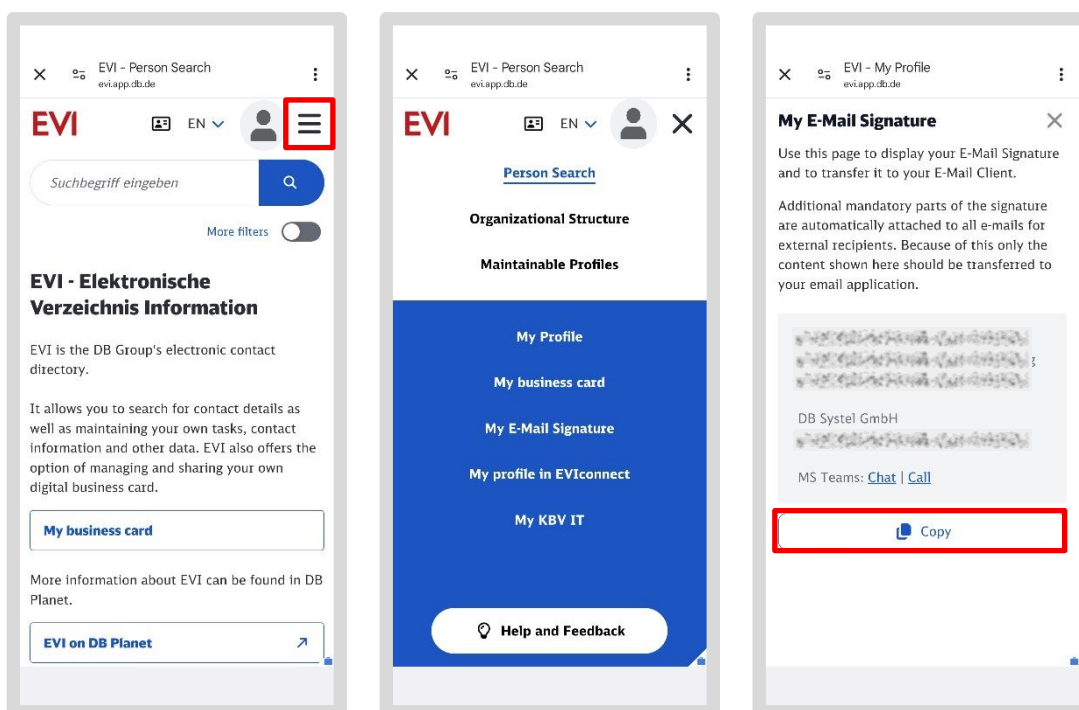 EVI - Person Search
evi.app.db.de
EVI
EN
Suchbegriff eingeben
More filters
EVI - Elektronische
Verzeichnis Information
EVI is the DB Group's electronic contact
directory.
It allows you to search for contact details as
well as maintaining your own tasks, contact
information and other data. EVI also offers the
option of managing and sharing your own
digital business card.
My business card
More information about EVI can be found in DB
Planet.
EVI on DB Planet
EVI - Person Search
evi.app.db.de
EVI
EN
Person Search
Organizational Structure
Maintainable Profiles
My Profile
My business card
My E-Mail Signature
My profile in EVIconnect
My KBV IT
Help and Feedback
EVI - My Profile
evi.app.db.de
My E-Mail Signature
Use this page to display your E-Mail Signature
and to transfer it to your E-Mail Client.
Additional mandatory parts of the signature
are automatically attached to all e-mails for
external recipients. Because of this only the
content shown here should be transferred to
your email application.
DB Systel GmbH
MS Teams: Chat | Call
Copy